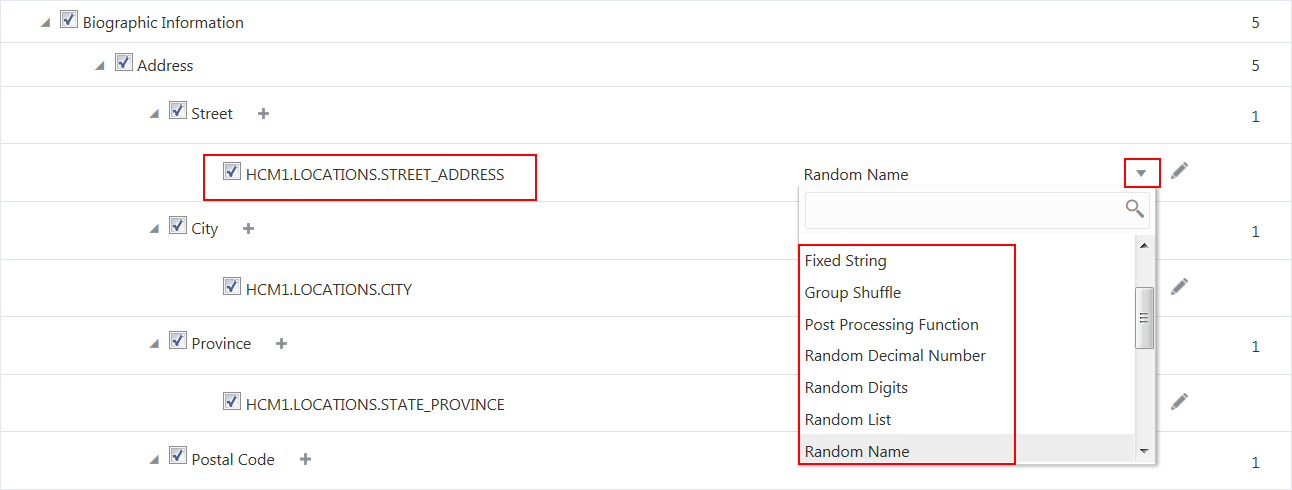 Biographic Information 5
Address 5
Street + 1
HCM1.LOCATIONS.STREET_ADDRESS Random Name
City + 1
Fixed String
Group Shuffle
HCM1.LOCATIONS.CITY
Post Processing Function
Province + 1
Random Decimal Number
Random Digits
HCM1.LOCATIONS.STATE_PROVINCE
Random List
Random Name
Postal Code + 1